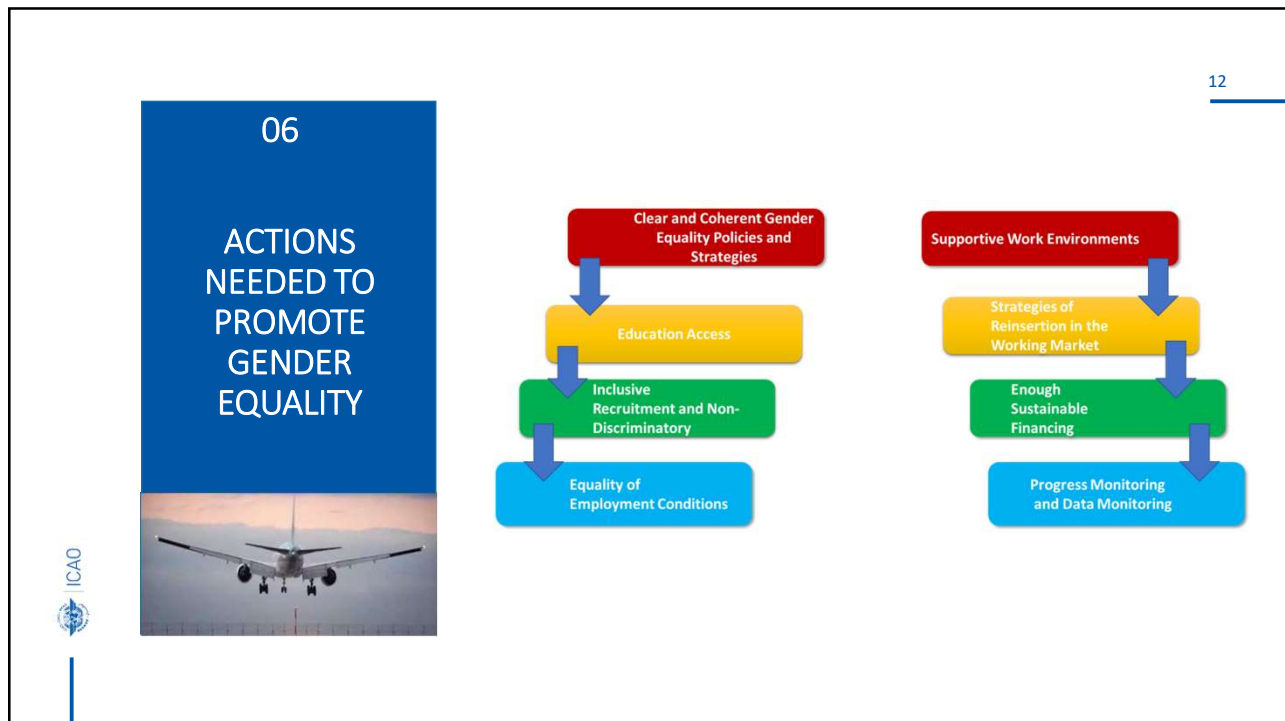 12
06
ACTIONS
NEEDED TO
PROMOTE
GENDER
EQUALITY
Clear and Coherent Gender
Equality Policies and
Strategies
Education Access
Inclusive
Recruitment and Non-
Discriminatory
Equality of
Employment Conditions
Supportive Work Environments
Strategies of
Reinsertion in the
Working Market
Enough
Sustainable
Financing
Progress Monitoring
and Data Monitoring
ICAO